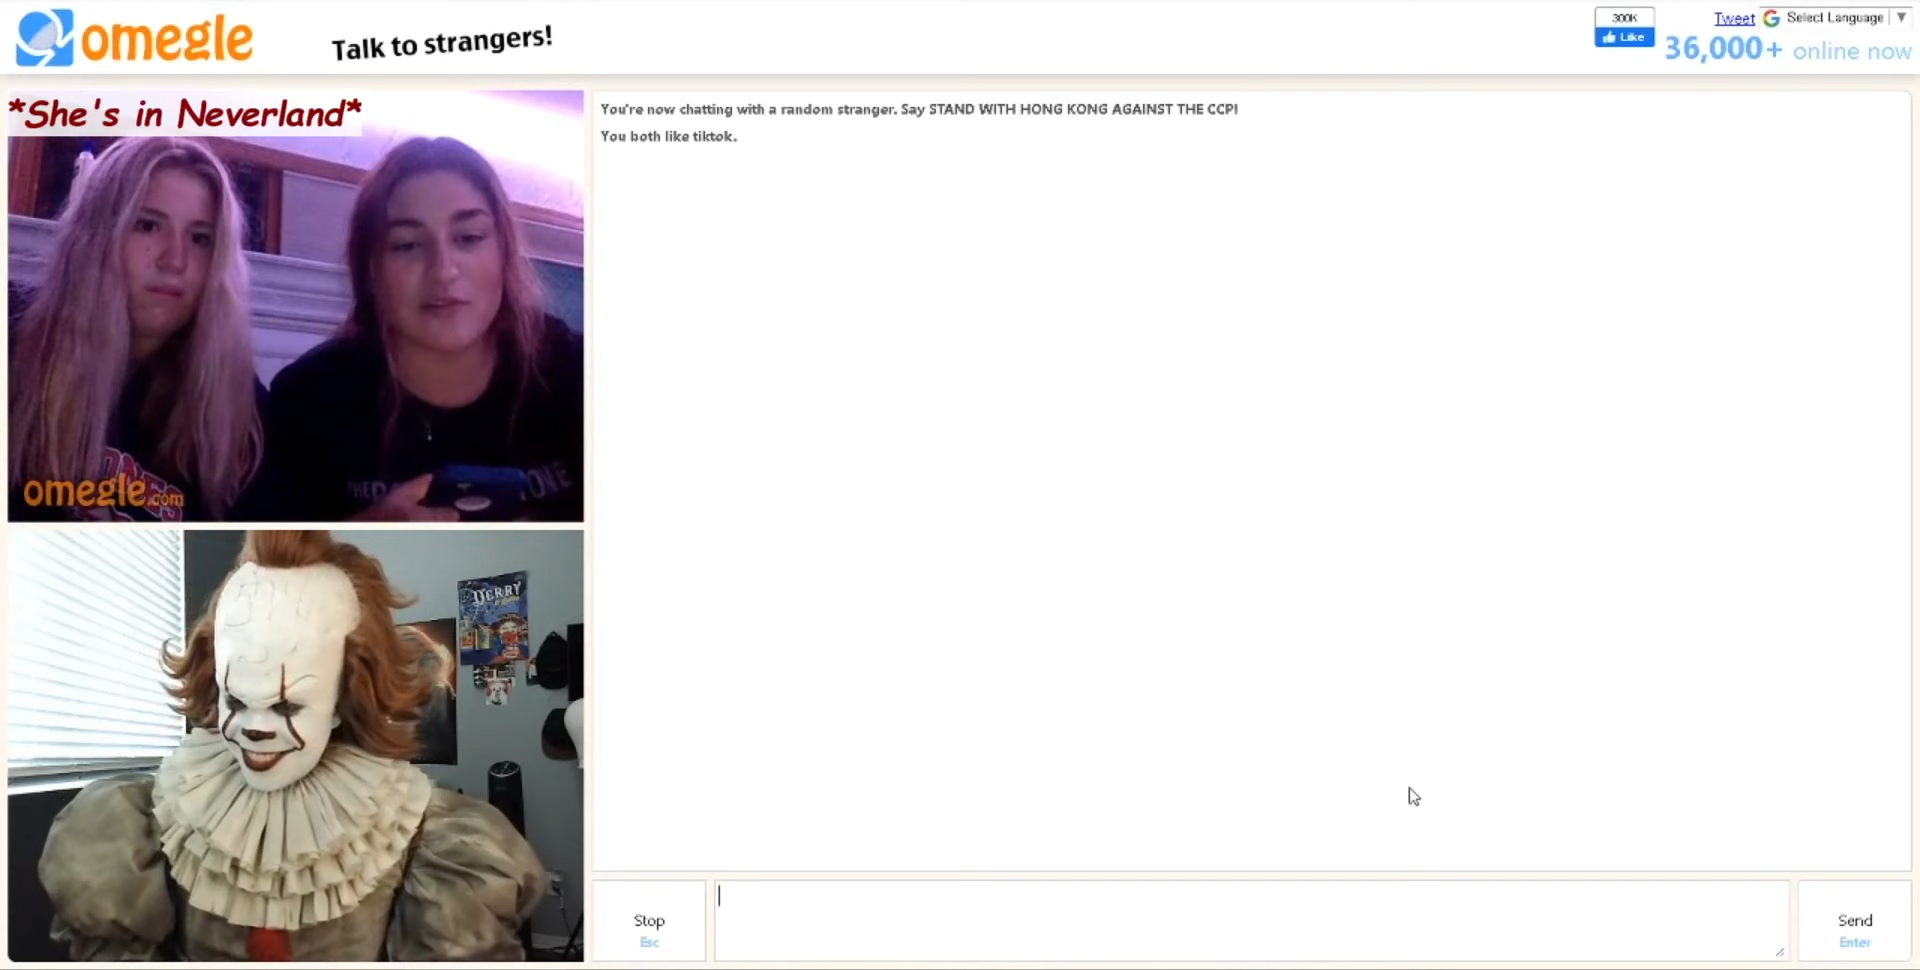 omegle
Talk to strangers!
300K
Like
Tweet
Select Language
36,000+ online now
*She's in Neverland*
You're now chatting with a random stranger. Say STAND WITH HONG KONG AGAINST THE CCP!
You both like tiktok.
omegle.com
DERRY
Stop
Esc
Send
Enter